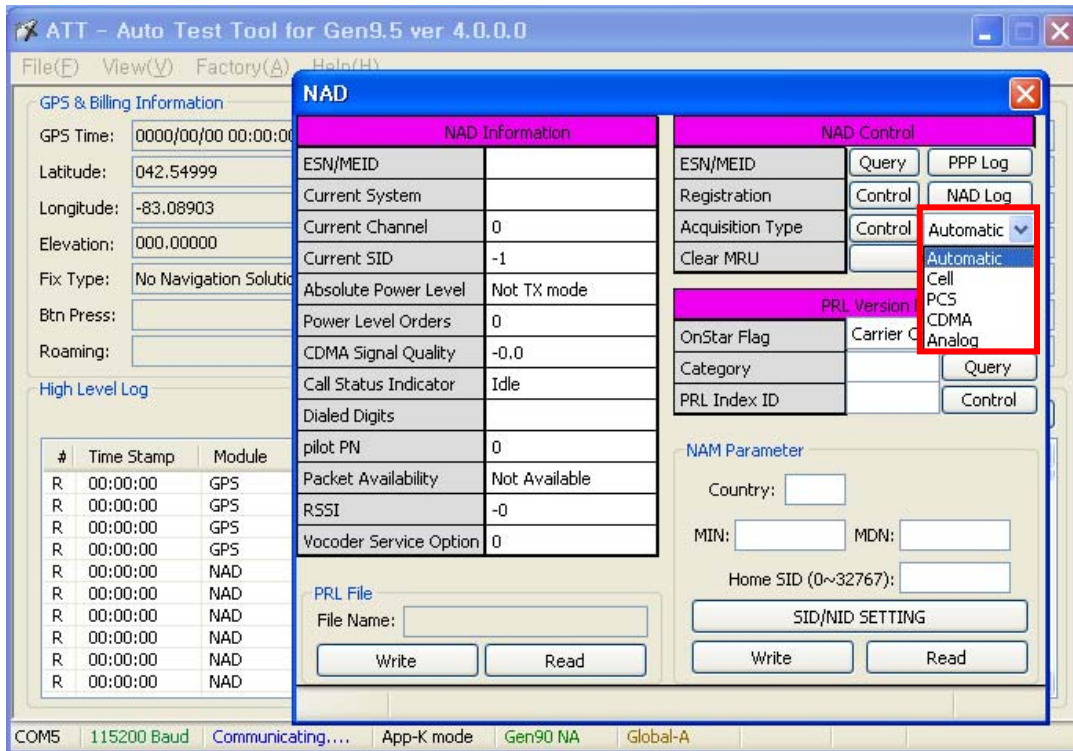 ATT - Auto Test Tool for Gen9.5 ver 4.0.0.0
File(F) View(V) Factory(A) Help(H)
GPS & Billing Information
GPS Time: 0000/00/00 00:00:00
Latitude: 042.54999
Longitude: -83.08903
Elevation: 000.00000
Fix Type: No Navigation Solutio
Btn Press:
Roaming:
High Level Log
# Time Stamp Module
R 00:00:00 GPS
R 00:00:00 GPS
R 00:00:00 GPS
R 00:00:00 GPS
R 00:00:00 NAD
R 00:00:00 NAD
R 00:00:00 NAD
R 00:00:00 NAD
R 00:00:00 NAD
R 00:00:00 NAD
NAD
NAD Information
ESN/MEID
Current System
Current Channel 0
Current SID -1
Absolute Power Level Not TX mode
Power Level Orders 0
CDMA Signal Quality -0.0
Call Status Indicator Idle
Dialed Digits
pilot PN 0
Packet Availability Not Available
RSSI -0
Vocoder Service Option 0
PRL File
File Name:
Write Read
NAD Control
ESN/MEID Query PPP Log
Registration Control NAD Log
Acquisition Type Control Automatic
Clear MRU
Automatic
Cell
PCS
CDMA
Analog
PRL Version
OnStar Flag Carrier C
Category Query
PRL Index ID Control
NAM Parameter
Country:
MIN: MDN:
Home SID (0~32767):
SID/NID SETTING
Write Read
COM5 115200 Baud Communicating.... App-K mode Gen90 NA Global-A